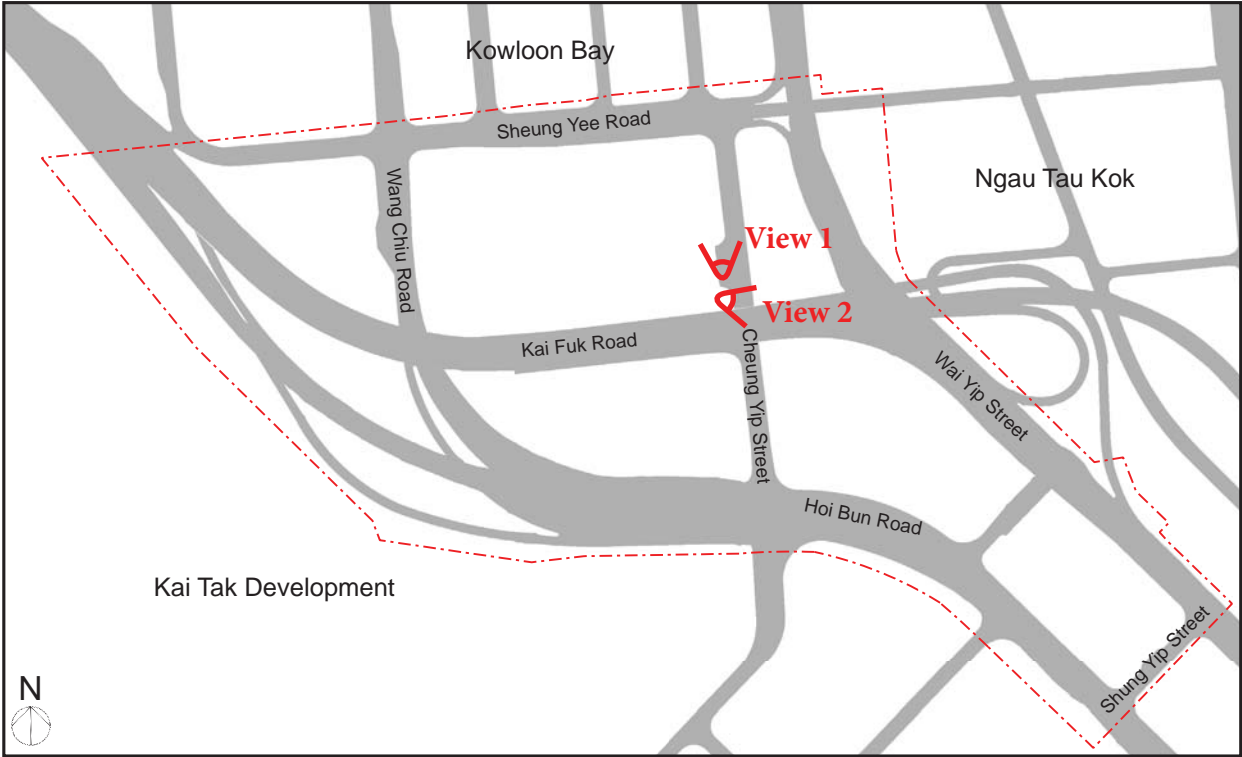 Kowloon Bay
Sheung Yee Road
Ngau Tau Kok
Wang Chiu Road
View 1
View 2
Kai Fuk Road
Cheung Yip Street
Wai Yip Street
Hoi Bun Road
Kai Tak Development
Shung Yip Street
N